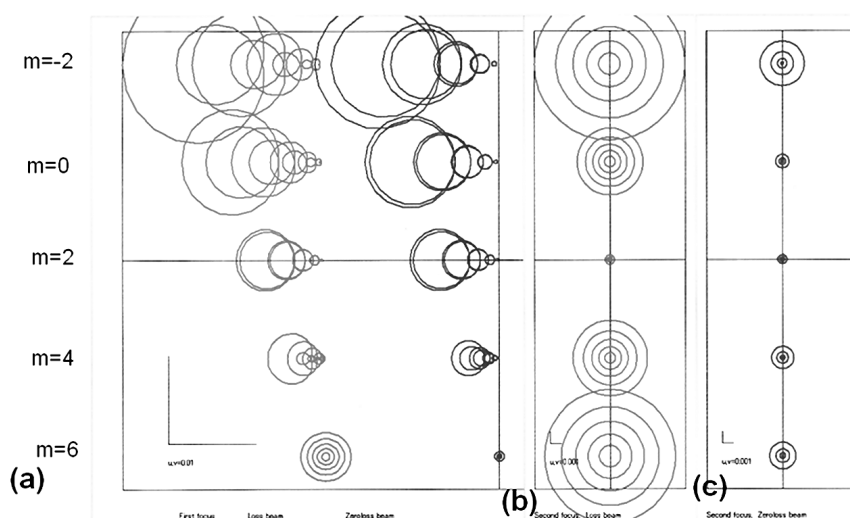 m=-2
m=0
m=2
m=4
m=6
(a)
(b)
(c)
u,v=0.01
u,v=0.001
u,v=0.001
First focus Loss beam Zeroloss beam
Second focus, Loss beam
Second focus, Zeroloss beam